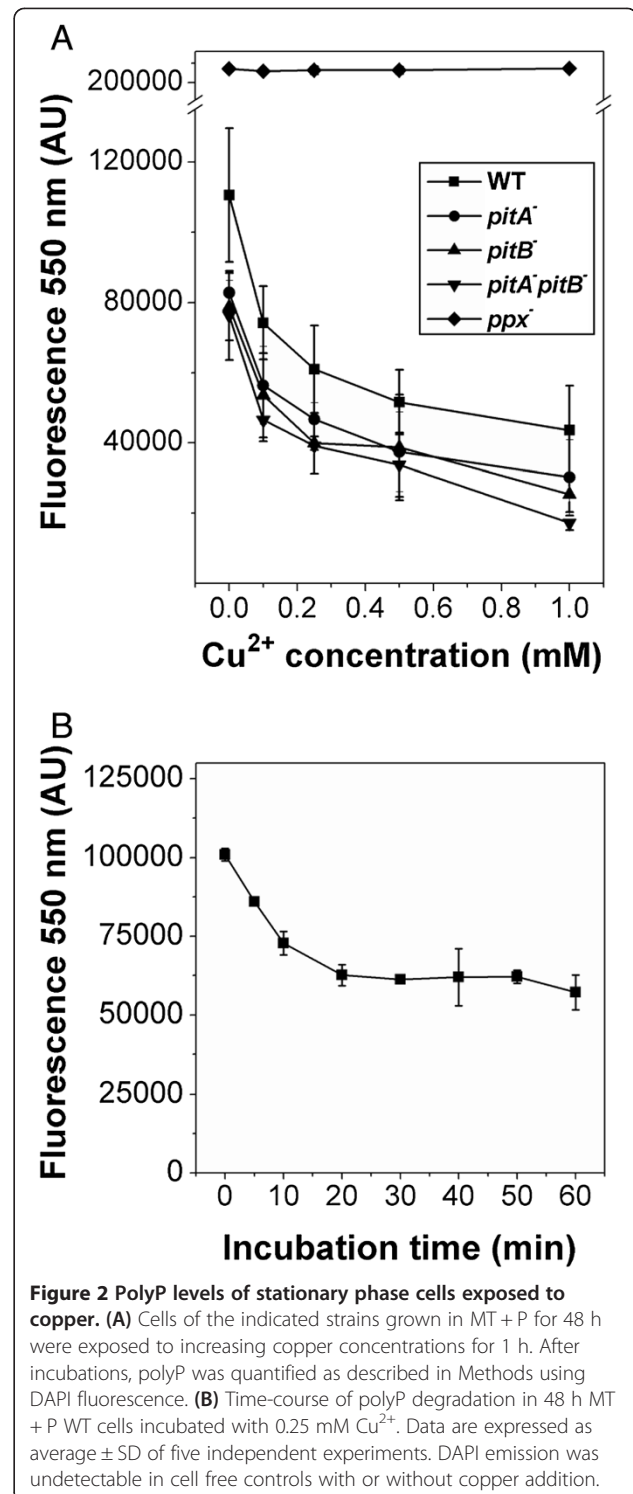 A
Fluorescence 550 nm (AU)
200000
120000
80000
40000
WT
pitA⁻
pitB⁻
pitA⁻pitB⁻
ppx⁻
0.0 0.2 0.4 0.6 0.8 1.0
Cu²⁺ concentration (mM)
B
Fluorescence 550 nm (AU)
125000
100000
75000
50000
25000
0
0 10 20 30 40 50 60
Incubation time (min)
Figure 2 PolyP levels of stationary phase cells exposed to
copper. (A) Cells of the indicated strains grown in MT + P for 48 h
were exposed to increasing copper concentrations for 1 h. After
incubations, polyP was quantified as described in Methods using
DAPI fluorescence. (B) Time-course of polyP degradation in 48 h MT
+ P WT cells incubated with 0.25 mM Cu²⁺. Data are expressed as
average ± SD of five independent experiments. DAPI emission was
undetectable in cell free controls with or without copper addition.